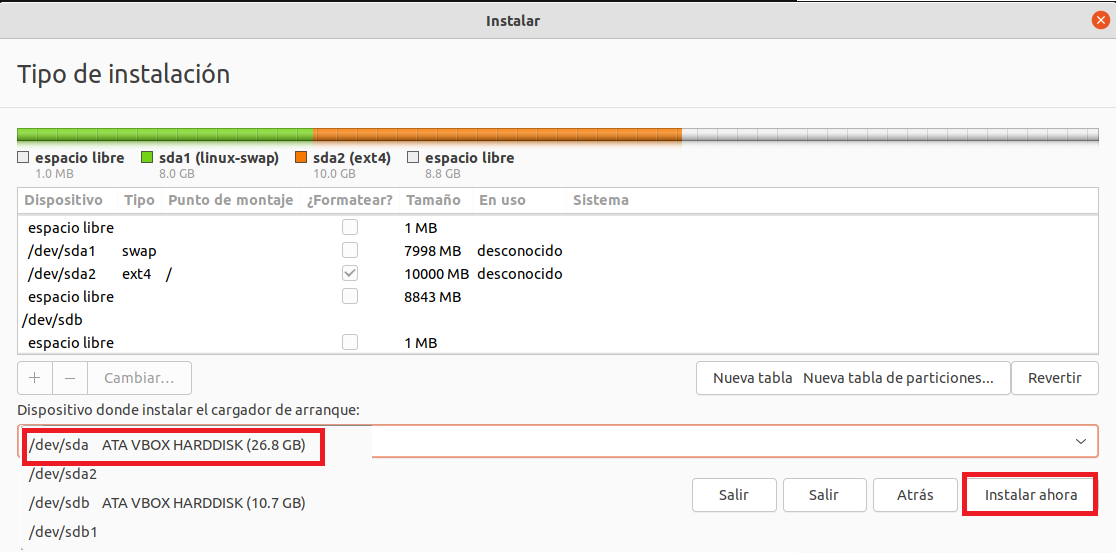 Instalar
Tipo de instalación
espacio libre sda1 (linux-swap) sda2 (ext4) espacio libre
1.0 MB 8.0 GB 10.0 GB 8.8 GB
Dispositivo Tipo Punto de montaje ¿Formatear? Tamaño En uso Sistema
espacio libre 1 MB
/dev/sda1 swap 7998 MB desconocido
/dev/sda2 ext4 / 10000 MB desconocido
espacio libre 8843 MB
/dev/sdb
espacio libre 1 MB
+ − Cambiar... Nueva tabla Nueva tabla de particiones... Revertir
Dispositivo donde instalar el cargador de arranque:
/dev/sda ATA VBOX HARDDISK (26.8 GB)
/dev/sda2
/dev/sdb ATA VBOX HARDDISK (10.7 GB)
/dev/sdb1
Salir Salir Atrás Instalar ahora